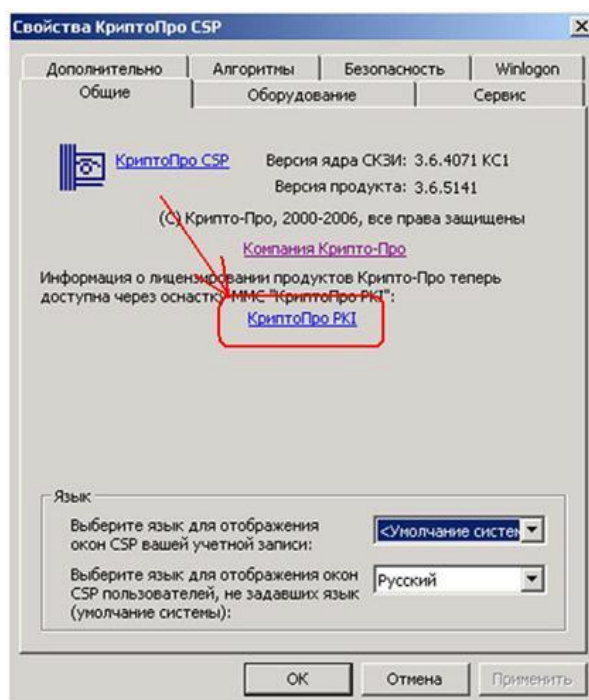 Свойства КриптоПро CSP
Дополнительно Алгоритмы Безопасность Winlogon
Общие Оборудование Сервис
КриптоПро CSP Версия ядра СКЗИ: 3.6.4071 КС1
Версия продукта: 3.6.5141
(C) Крипто-Про, 2000-2006, все права защищены
Компания Крипто-Про
Информация о лицензировании продуктов Крипто-Про теперь
доступна через оснастку MMC "КриптоПро PKI":
КриптоПро PKI
Язык
Выберите язык для отображения
окон CSP вашей учетной записи:
<Умолчание систем
Выберите язык для отображения окон
CSP пользователей, не задавших язык
(умолчание системы):
Русский
ОК Отмена Применить